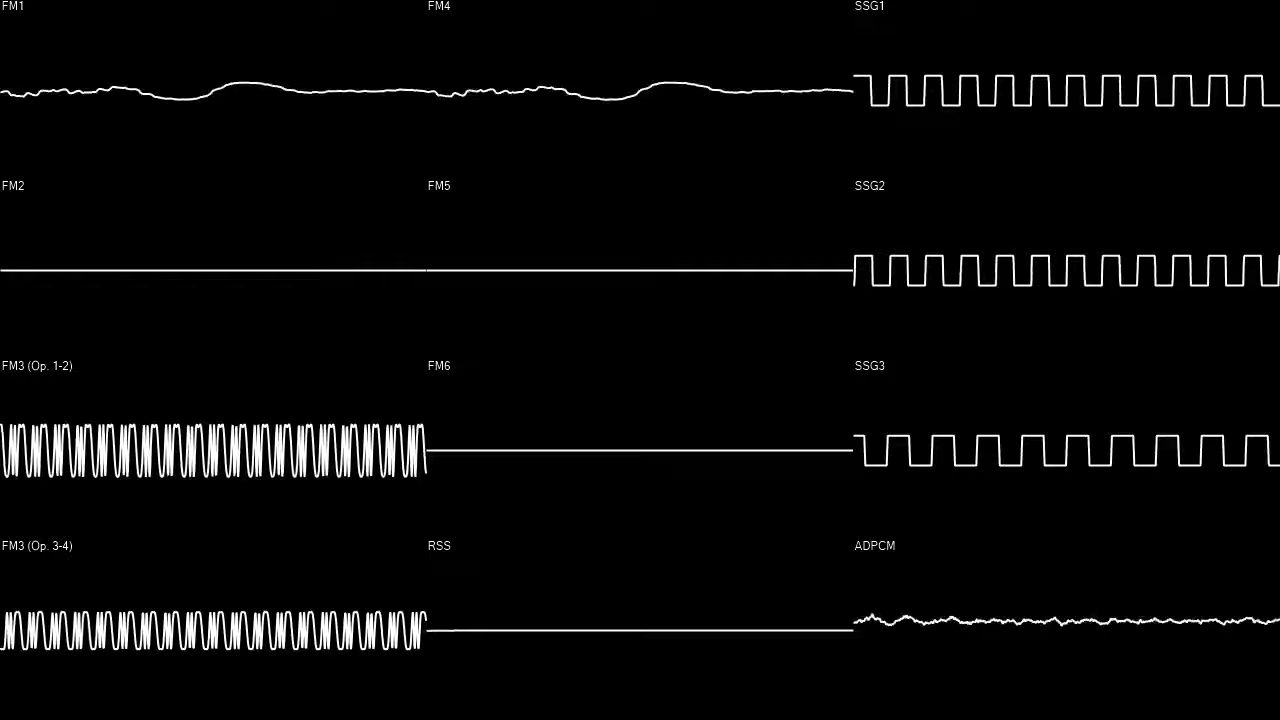 FM1
FM4
SSG1
FM2
FM5
SSG2
FM3 (Op. 1-2)
FM6
SSG3
FM3 (Op. 3-4)
RSS
ADPCM